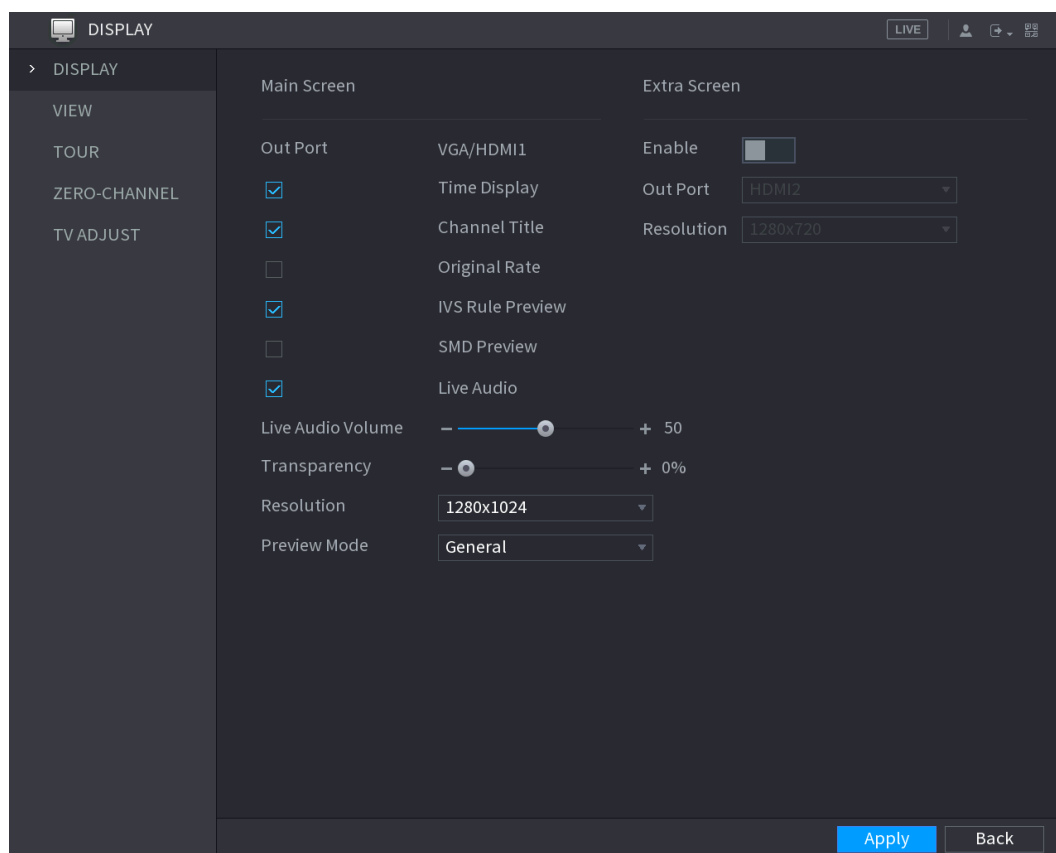 DISPLAY
LIVE
DISPLAY
VIEW
TOUR
ZERO-CHANNEL
TV ADJUST
Main Screen
Out Port VGA/HDMI1
Time Display
Channel Title
Original Rate
IVS Rule Preview
SMD Preview
Live Audio
Live Audio Volume 50
Transparency 0%
Resolution 1280x1024
Preview Mode General
Extra Screen
Enable
Out Port HDMI2
Resolution 1280x720
Apply Back